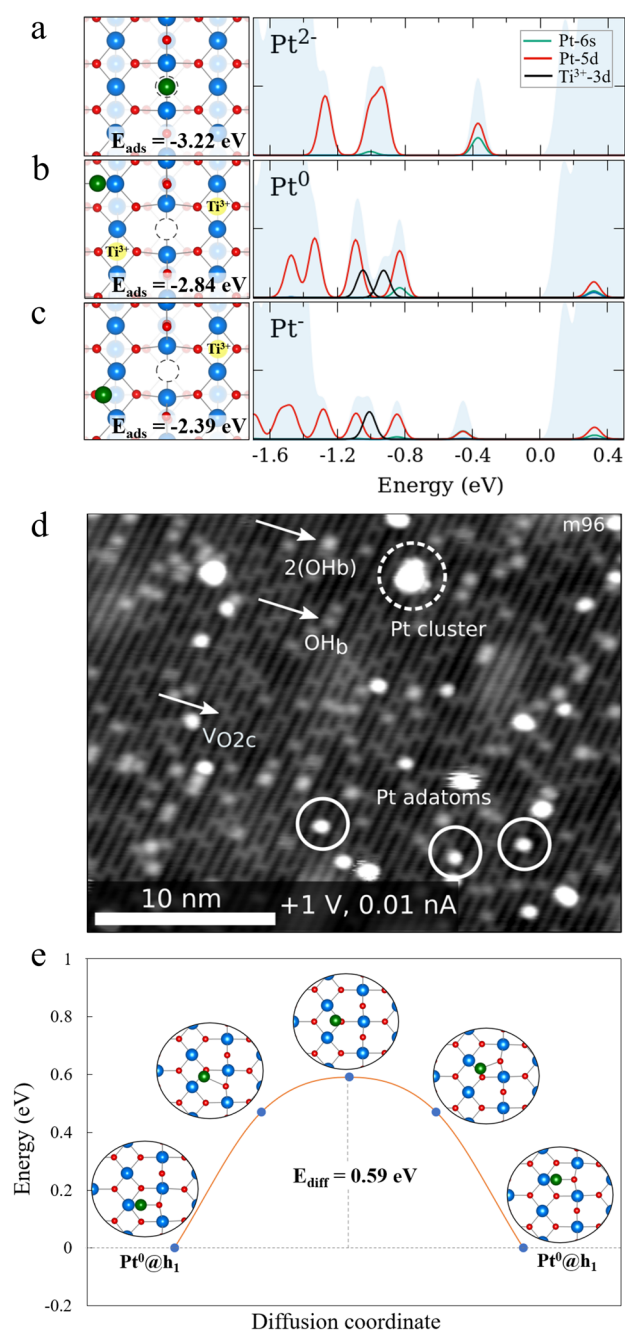 a
E_ads = -3.22 eV
Pt²⁻
Pt-6s
Pt-5d
Ti³⁺-3d
b
Ti³⁺
Ti³⁺
E_ads = -2.84 eV
Pt⁰
c
Ti³⁺
E_ads = -2.39 eV
Pt⁻
-1.6 -1.2 -0.8 -0.4 0.0 0.4
Energy (eV)
d
m96
2(OHb)
Pt cluster
OH_b
V_O2c
Pt adatoms
10 nm
+1 V, 0.01 nA
e
1
0.8
0.6
0.4
0.2
0
-0.2
Energy (eV)
E_diff = 0.59 eV
Pt⁰@h₁
Pt⁰@h₁
Diffusion coordinate